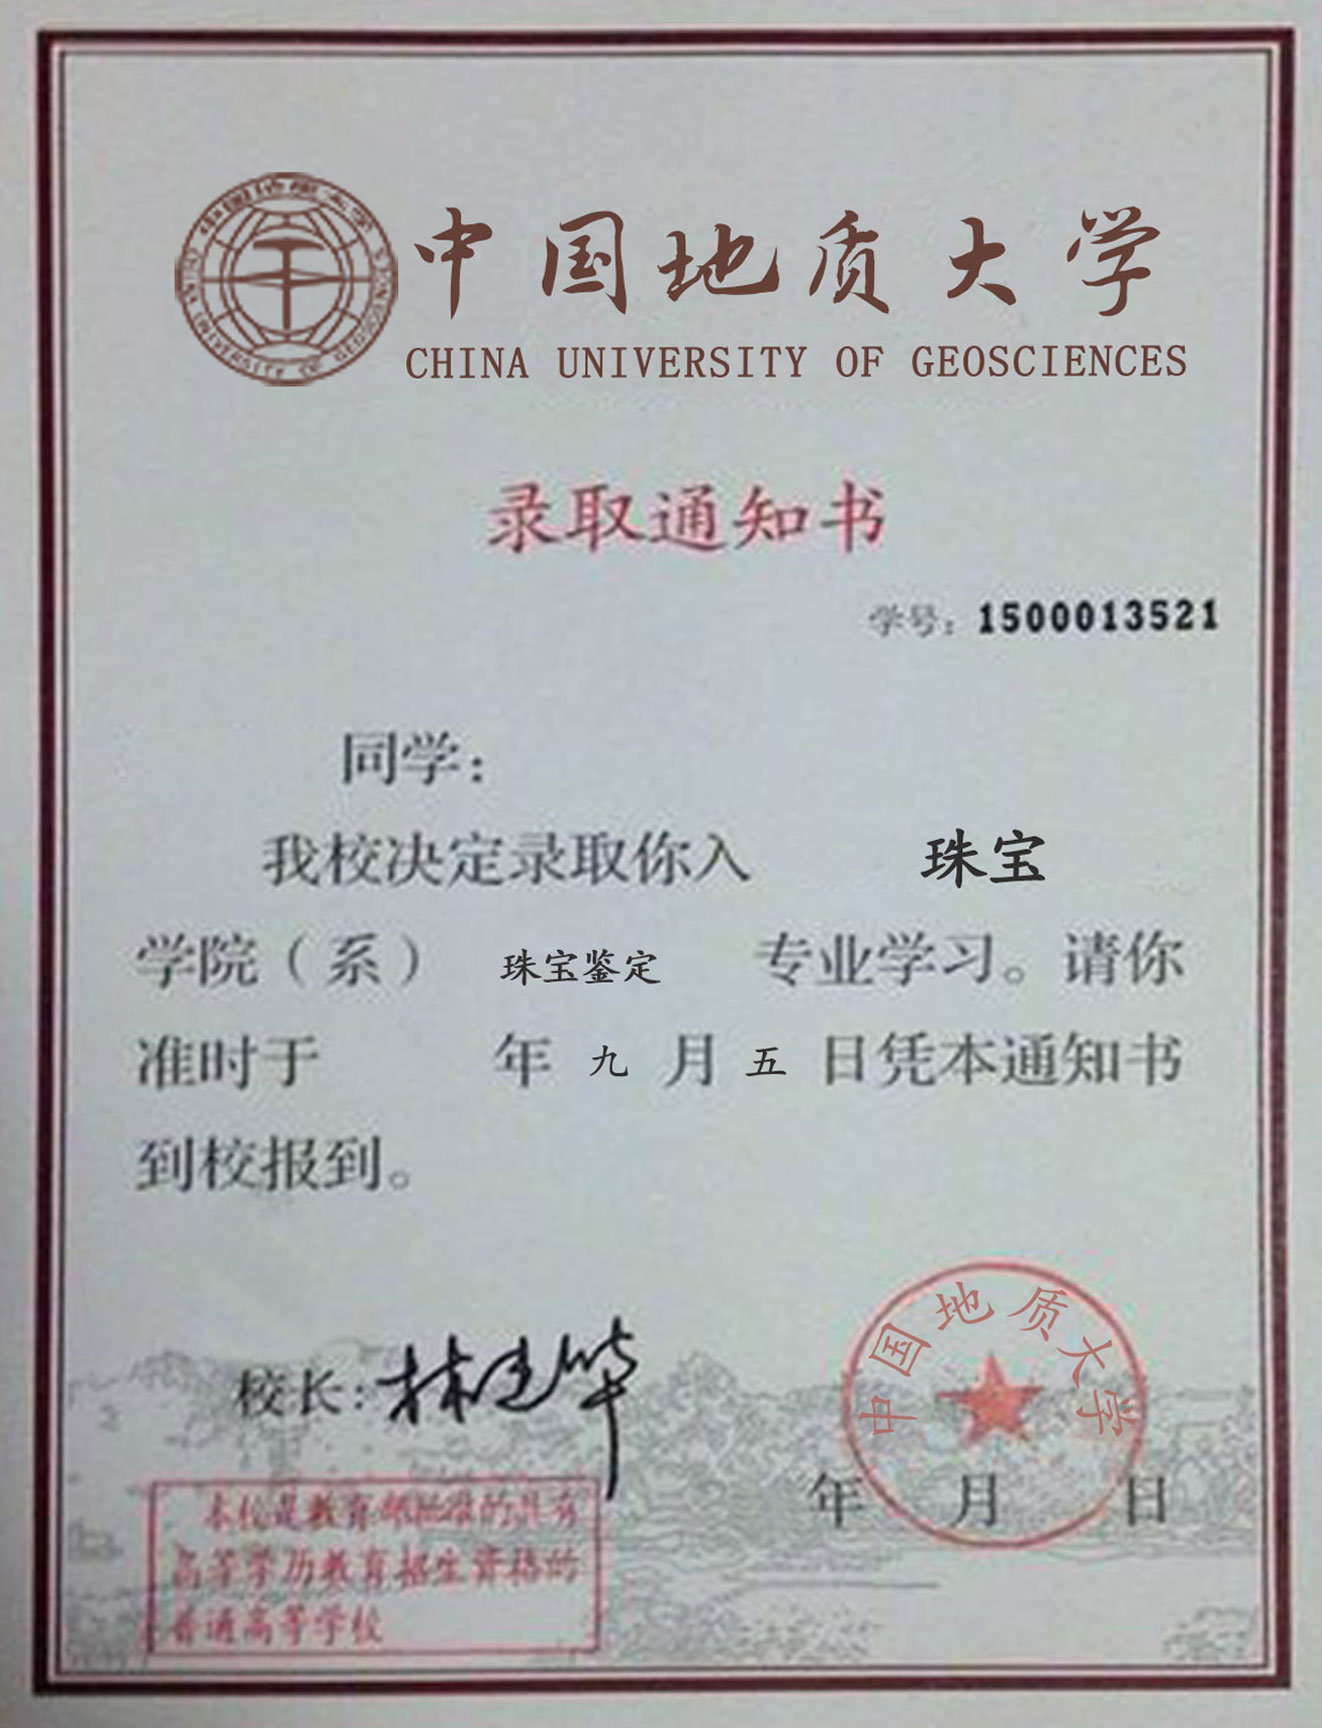 中国地质大学
CHINA UNIVERSITY OF GEOSCIENCES
录取通知书
学号：1500013521
同学：
我校决定录取你入 珠宝
学院（系） 珠宝鉴定 专业学习。请你
准时于 年 九 月 五 日凭本通知书
到校报到。
中国地质大学
校长：林建华
年 月 日
本校是教育部批准的具有
高等学历教育招生资格的
普通高等学校